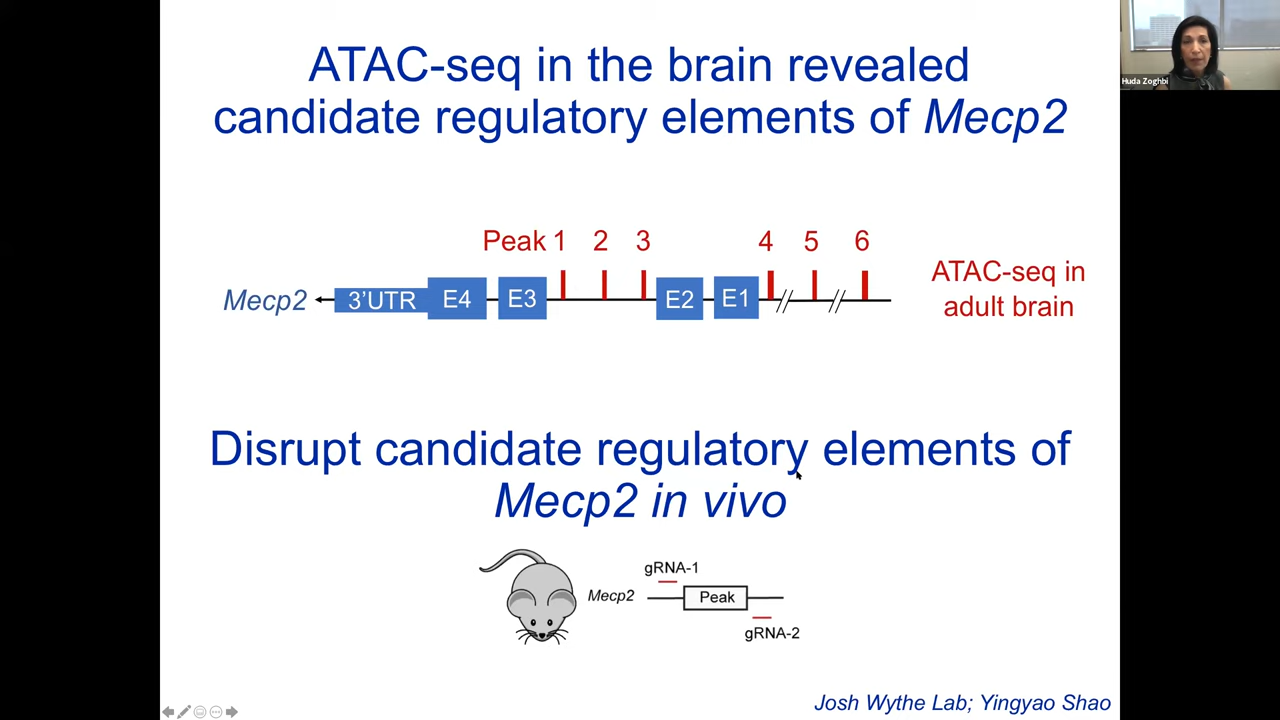 ATAC-seq in the brain revealed
candidate regulatory elements of Mecp2
Huda Zoghbi
Peak 1 2 3 4 5 6
Mecp2 3'UTR E4 E3 E2 E1
ATAC-seq in
adult brain
Disrupt candidate regulatory elements of
Mecp2 in vivo
gRNA-1
Mecp2 Peak
gRNA-2
Josh Wythe Lab; Yingyao Shao